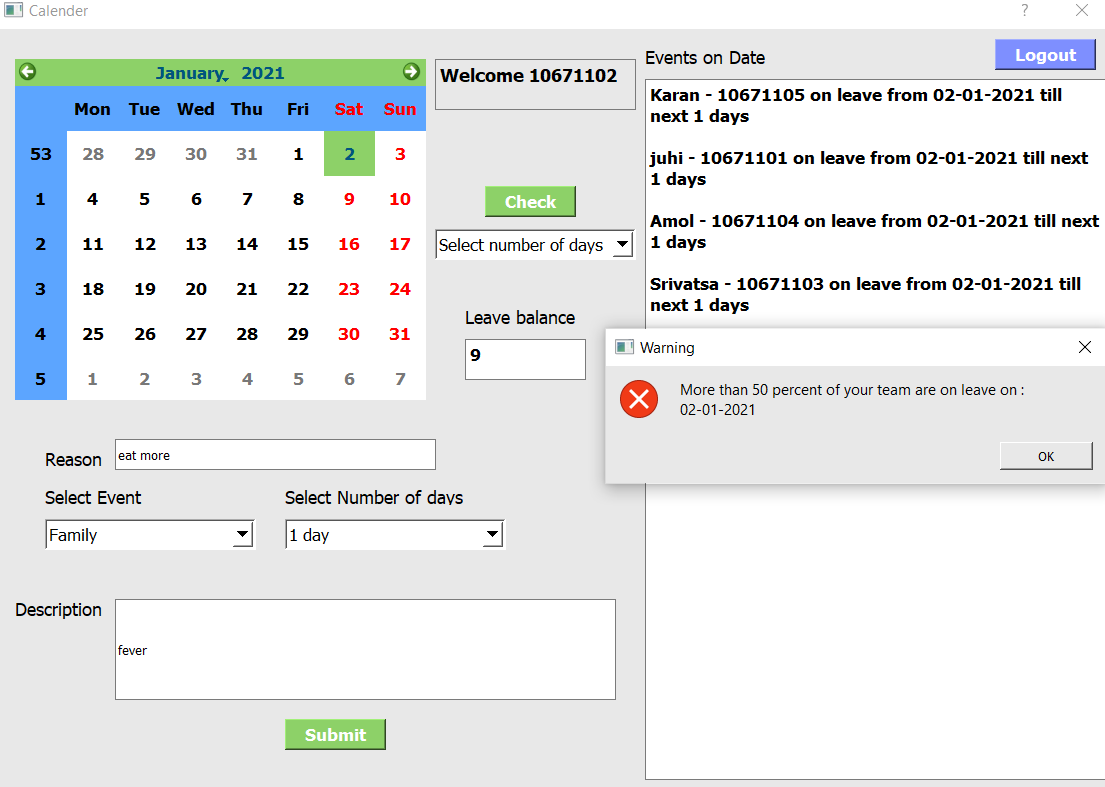 Calender
?
January 2021
Mon Tue Wed Thu Fri Sat Sun
53 28 29 30 31 1 2 3
1 4 5 6 7 8 9 10
2 11 12 13 14 15 16 17
3 18 19 20 21 22 23 24
4 25 26 27 28 29 30 31
5 1 2 3 4 5 6 7
Welcome 10671102
Check
Select number of days
Leave balance
9
Events on Date
Logout
Karan - 10671105 on leave from 02-01-2021 till
next 1 days
juhi - 10671101 on leave from 02-01-2021 till next
1 days
Amol - 10671104 on leave from 02-01-2021 till next
1 days
Srivatsa - 10671103 on leave from 02-01-2021 till
next 1 days
Warning
More than 50 percent of your team are on leave on :
02-01-2021
OK
Reason
eat more
Select Event
Select Number of days
Family
1 day
Description
fever
Submit